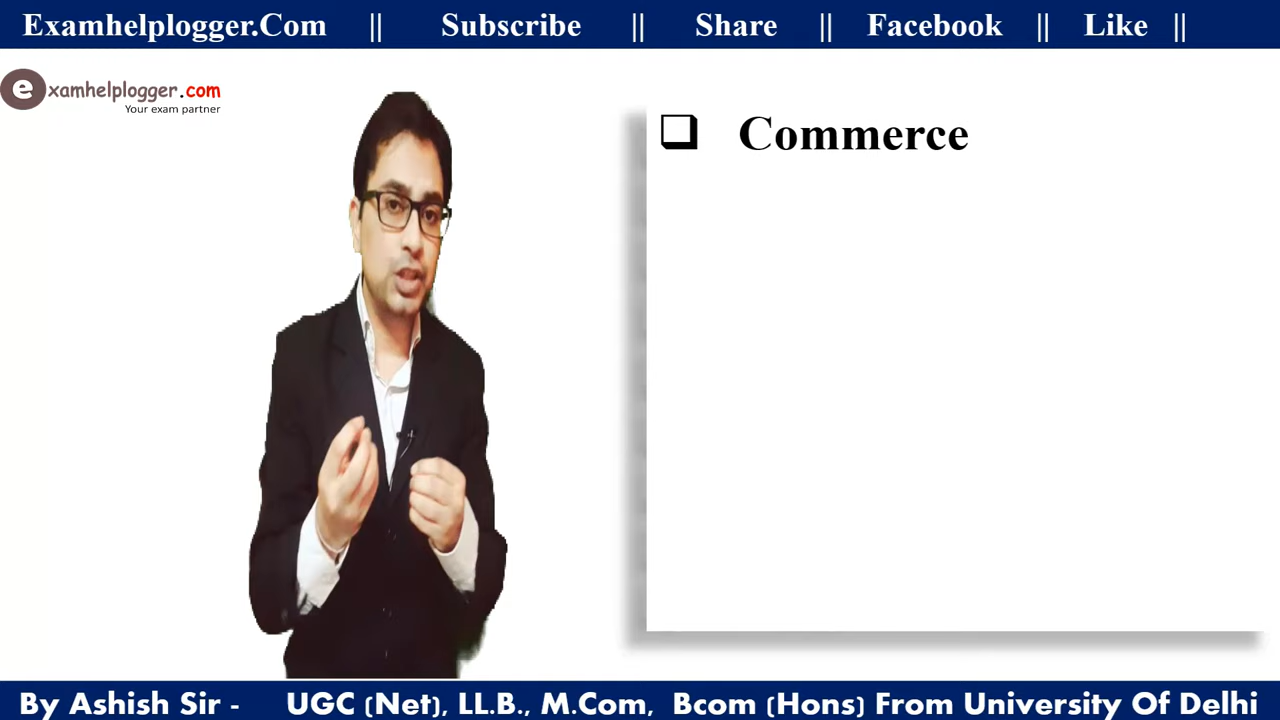 Examhelplogger.Com || Subscribe || Share || Facebook || Like ||
examhelplogger.com
Your exam partner
Commerce
By Ashish Sir - UGC (Net), LL.B., M.Com, Bcom (Hons) From University Of Delhi